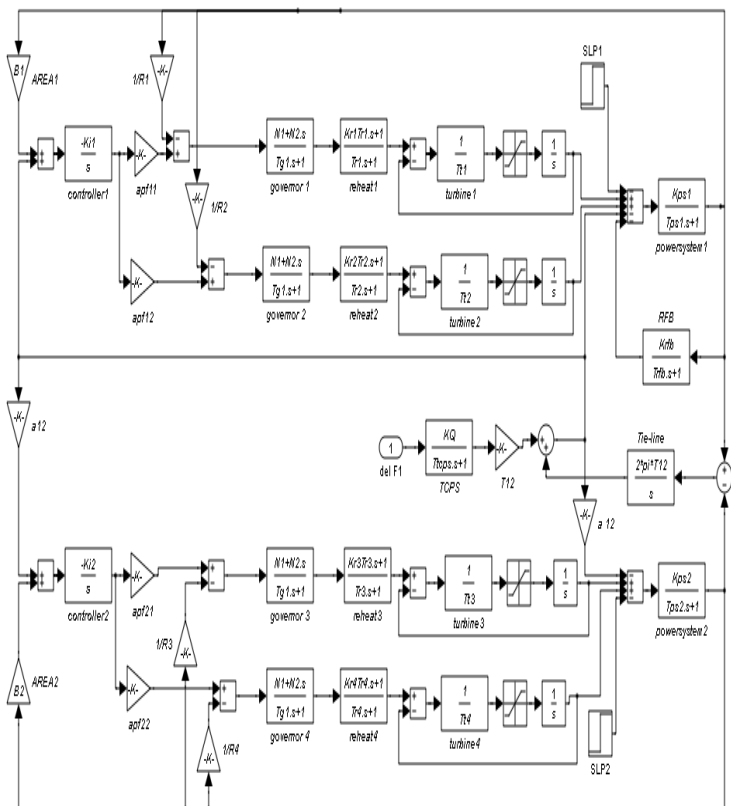 SLP1
B1
AREA1
1/R1
-K-
-Ki1
s
controller1
-K-
apf11
N1+N2.s
Tg1.s+1
governor 1
Kr1Tr1.s+1
Tr1.s+1
reheat1
1
Tt1
turbine1
1
s
Kps1
Tps1.s+1
powersystem1
-K-
1/R2
-K-
apf12
N1+N2.s
Tg1.s+1
governor 2
Kr2Tr2.s+1
Tr2.s+1
reheat2
1
Tt2
turbine2
1
s
RFB
Krfb
Trfb.s+1
-K-
a12
1
del F1
KQ
Ttcps.s+1
TCPS
-K-
T12
+
+
Tie-line
2*pi*T12
s
+
-
-K-
a 12
-Ki2
s
controller2
-K-
apf21
N1+N2.s
Tg1.s+1
governor 3
Kr3Tr3.s+1
Tr3.s+1
reheat3
1
Tt3
turbine3
1
s
Kps2
Tps2.s+1
powersystem2
1/R3
-K-
B2
AREA2
-K-
apf22
N1+N2.s
Tg1.s+1
governor 4
Kr4Tr4.s+1
Tr4.s+1
reheat4
1
Tt4
turbine4
1
s
-K-
1/R4
SLP2